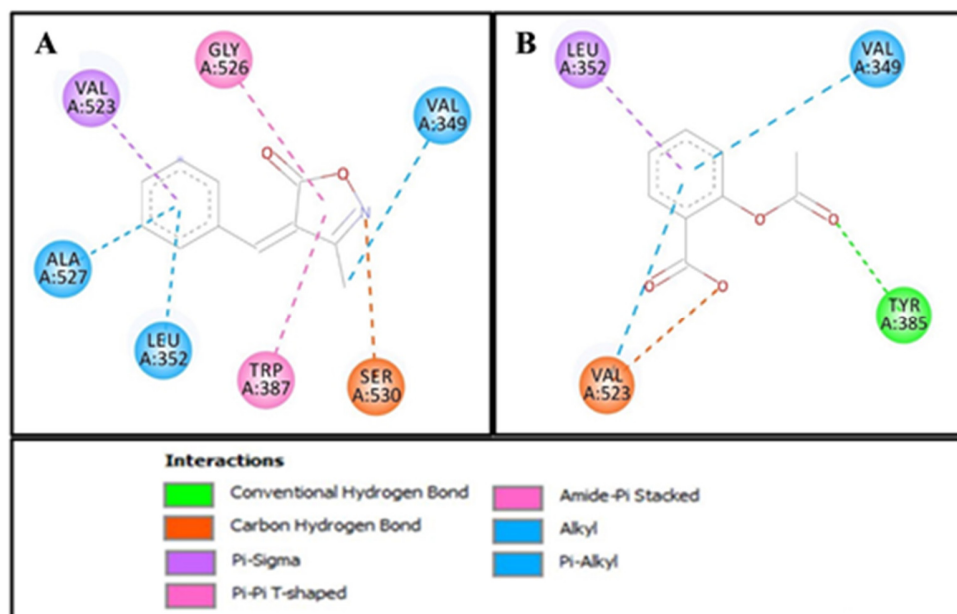 A
GLY
A:526
VAL
A:523
VAL
A:349
O
O
N
ALA
A:527
LEU
A:352
TRP
A:387
SER
A:530
B
LEU
A:352
VAL
A:349
O
O
O
O
TYR
A:385
VAL
A:523
Interactions
Conventional Hydrogen Bond
Carbon Hydrogen Bond
Pi-Sigma
Pi-Pi T-shaped
Amide-Pi Stacked
Alkyl
Pi-Alkyl